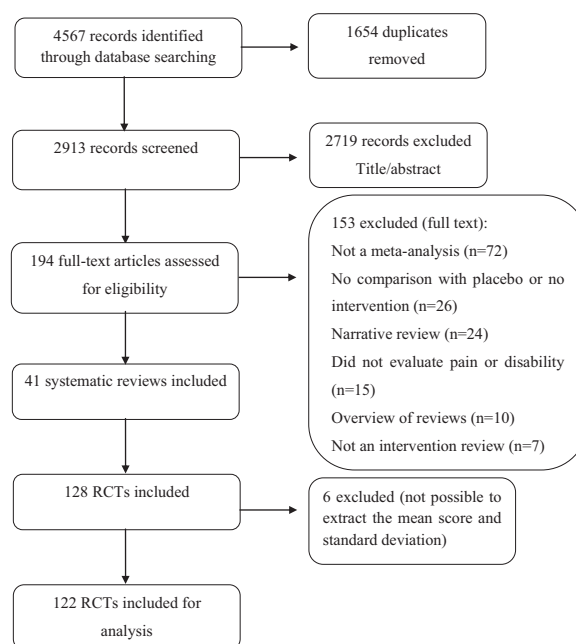 4567 records identified
through database searching
1654 duplicates
removed
2913 records screened
2719 records excluded
Title/abstract
194 full-text articles assessed
for eligibility
153 excluded (full text):
Not a meta-analysis (n=72)
No comparison with placebo or no
intervention (n=26)
Narrative review (n=24)
Did not evaluate pain or disability
(n=15)
Overview of reviews (n=10)
Not an intervention review (n=7)
41 systematic reviews included
128 RCTs included
6 excluded (not possible to
extract the mean score and
standard deviation)
122 RCTs included for
analysis